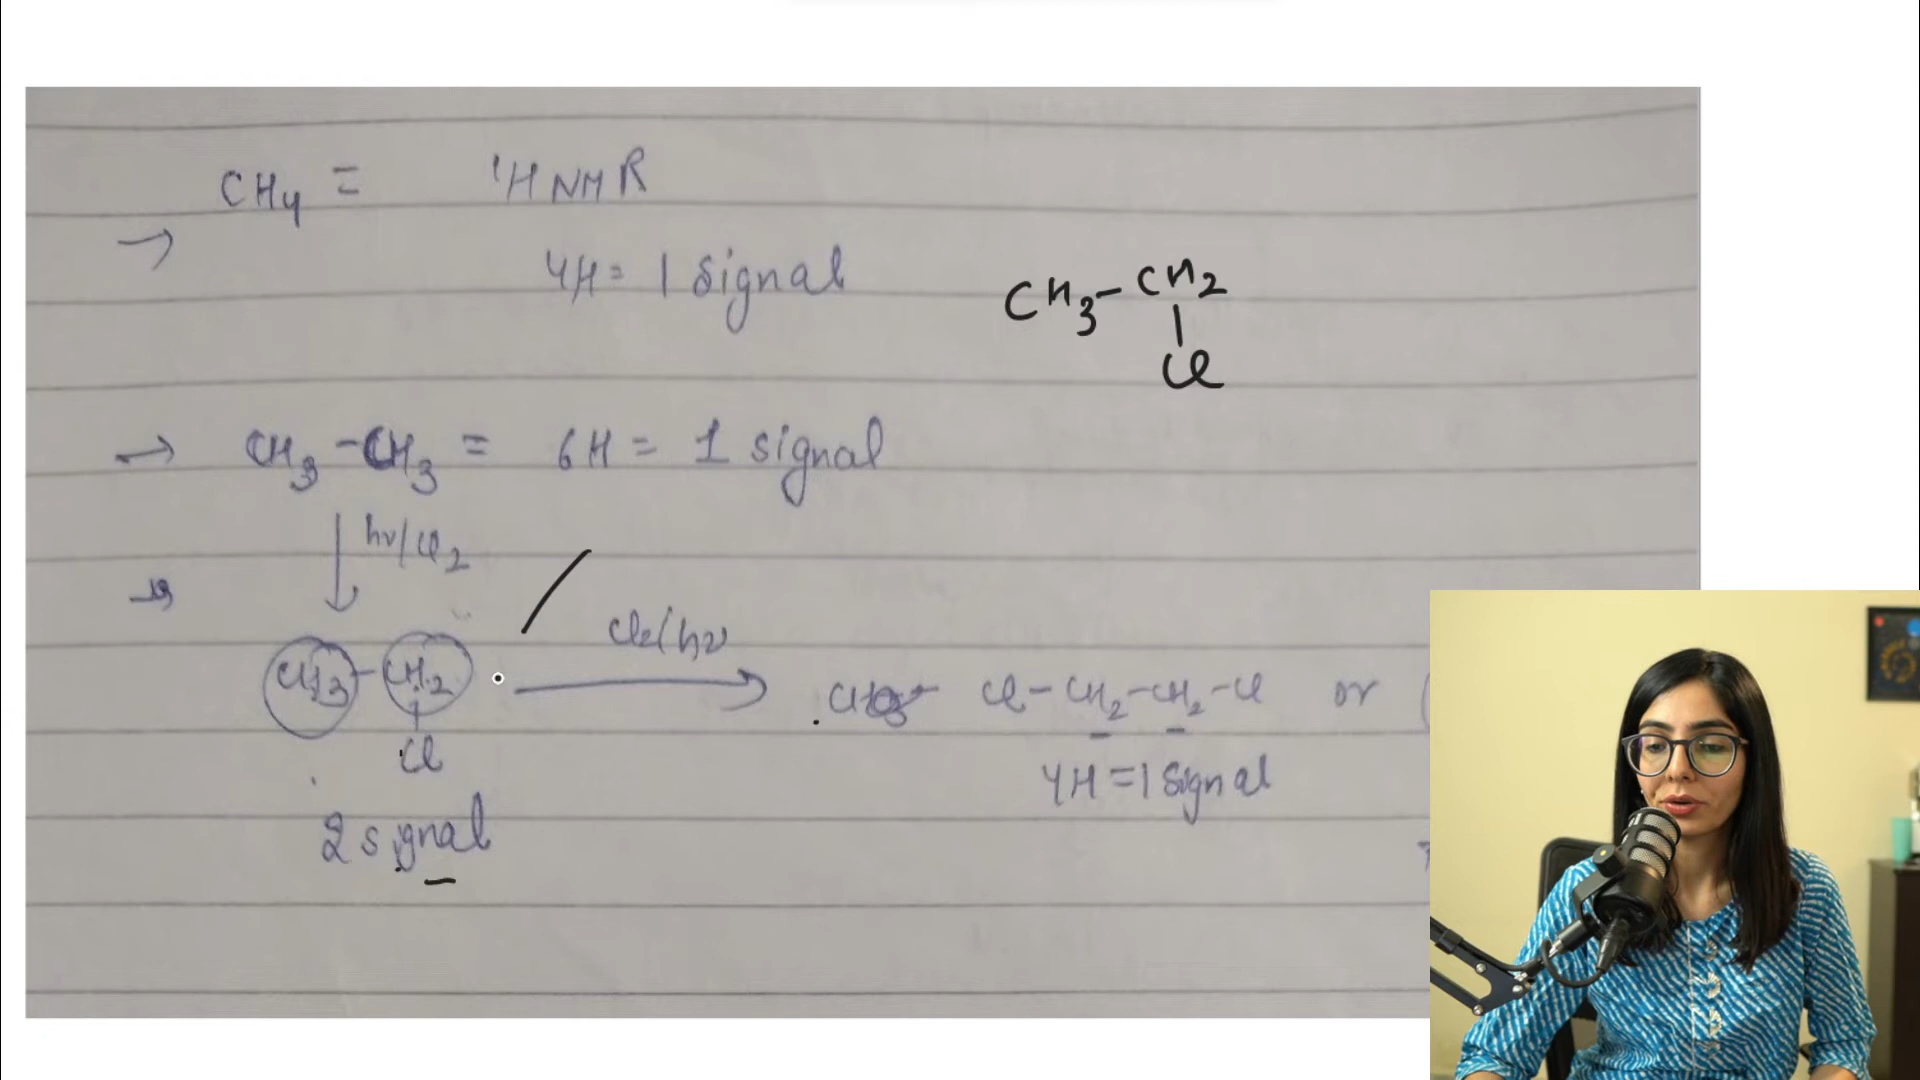 CH4 = ¹H NMR
→ 4H = 1 Signal
CH3 - CH2
|
Cl
→ CH3 - CH3 = 6H = 1 signal
↓ hν/Cl2
CH3 - CH2
|
Cl
2 signal
Cl2/hν
→ Cl-CH2-CH2-Cl or
4H = 1 Signal